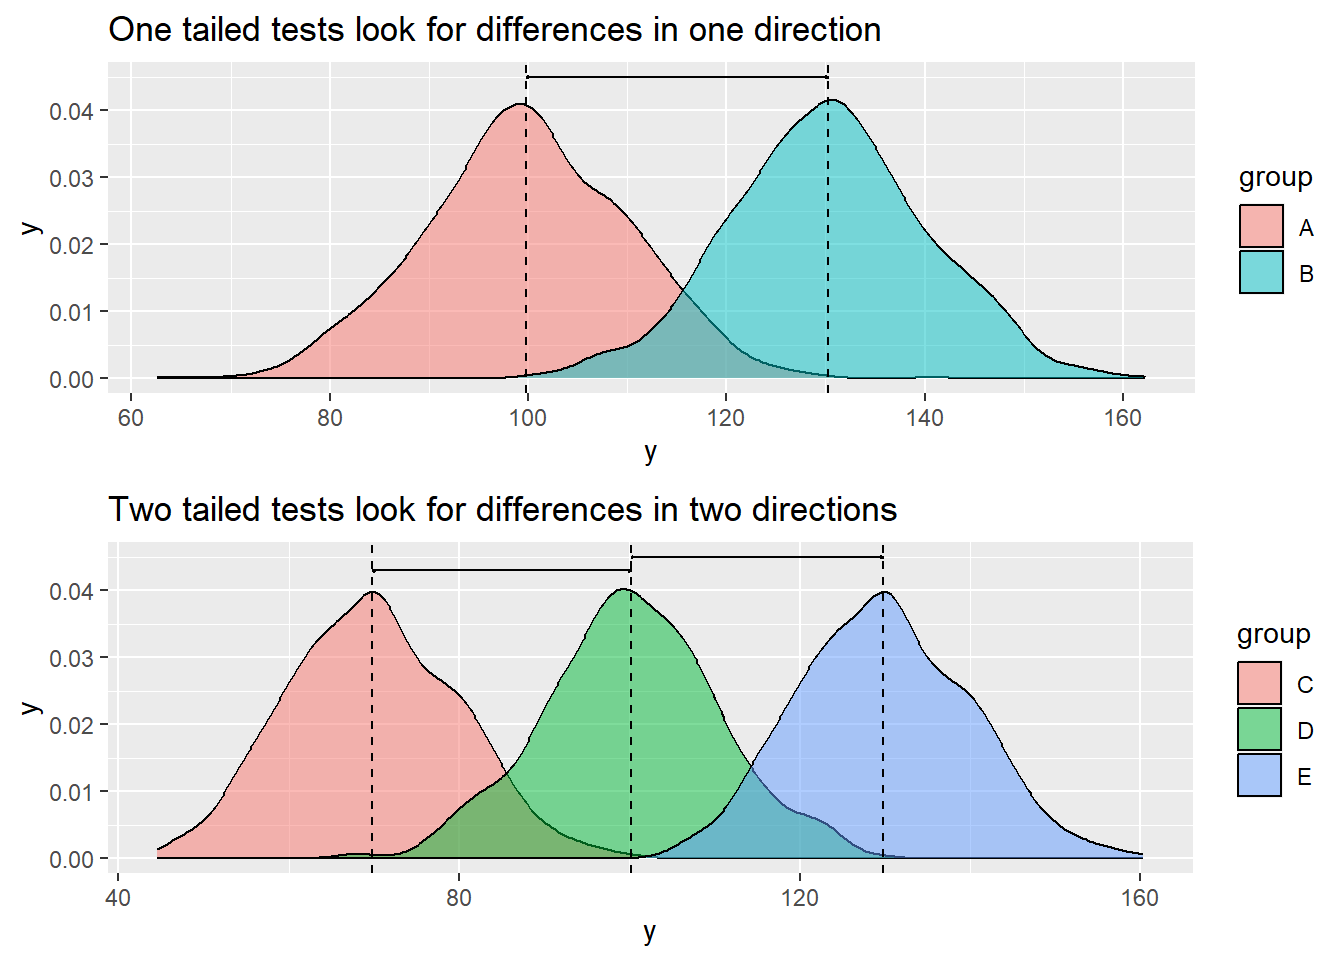 One tailed tests look for differences in one direction
0.04
0.03
0.02
0.01
0.00
y
60 80 100 120 140 160
y
group
A
B
Two tailed tests look for differences in two directions
0.04
0.03
0.02
0.01
0.00
y
40 80 120 160
y
group
C
D
E